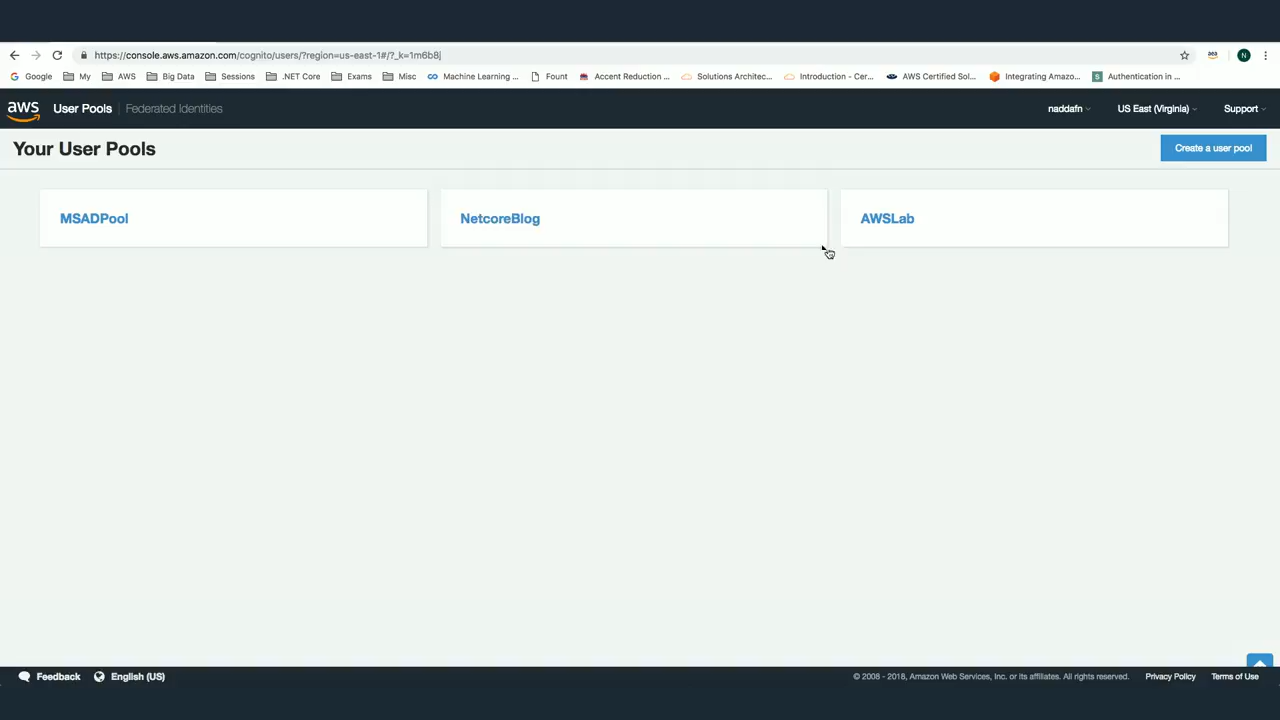 https://console.aws.amazon.com/cognito/users/?region=us-east-1#/?_k=1m6b8j
Google My AWS Big Data Sessions .NET Core Exams Misc Machine Learning ... Fount Accent Reduction ... Solutions Architec... Introduction - Cer... AWS Certified Sol... Integrating Amazo... Authentication in ...
aws User Pools Federated Identities naddafn US East (Virginia) Support
Your User Pools Create a user pool
MSADPool NetcoreBlog AWSLab
Feedback English (US) © 2008 - 2018, Amazon Web Services, Inc. or its affiliates. All rights reserved. Privacy Policy Terms of Use